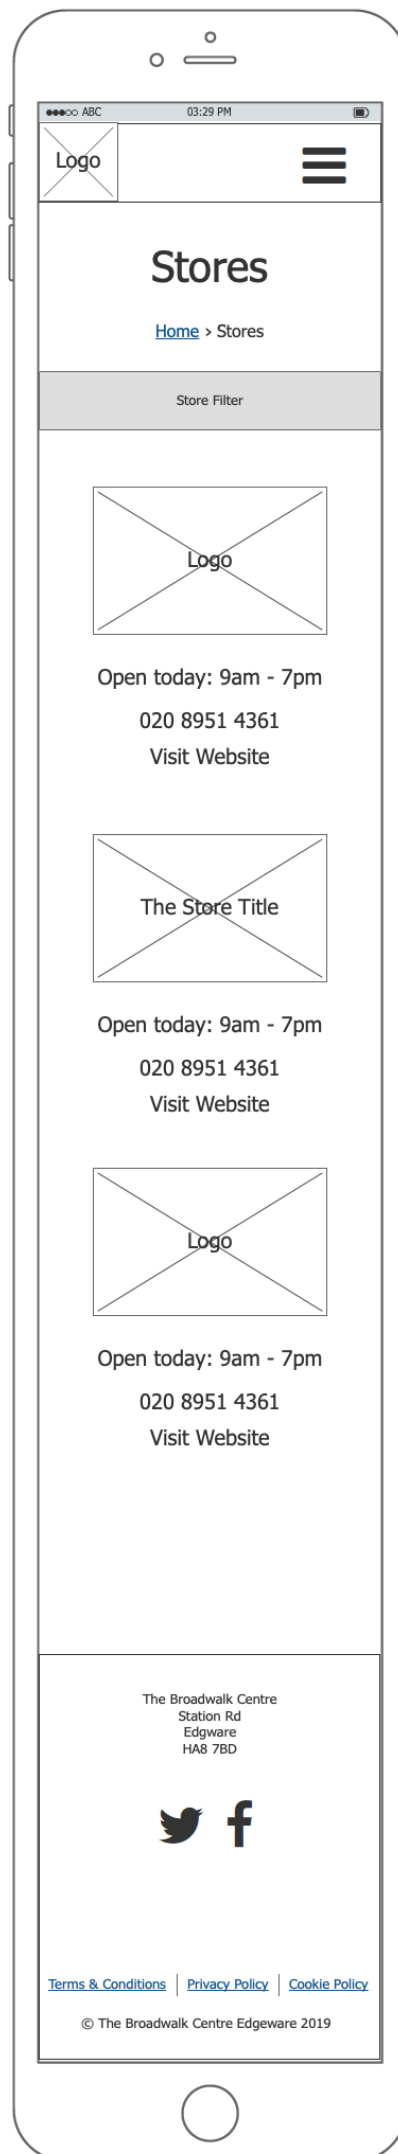 ABC 03:29 PM
Logo
Stores
Home > Stores
Store Filter
Logo
Open today: 9am - 7pm
020 8951 4361
Visit Website
The Store Title
Open today: 9am - 7pm
020 8951 4361
Visit Website
Logo
Open today: 9am - 7pm
020 8951 4361
Visit Website
The Broadwalk Centre
Station Rd
Edgware
HA8 7BD
Terms & Conditions | Privacy Policy | Cookie Policy
© The Broadwalk Centre Edgeware 2019